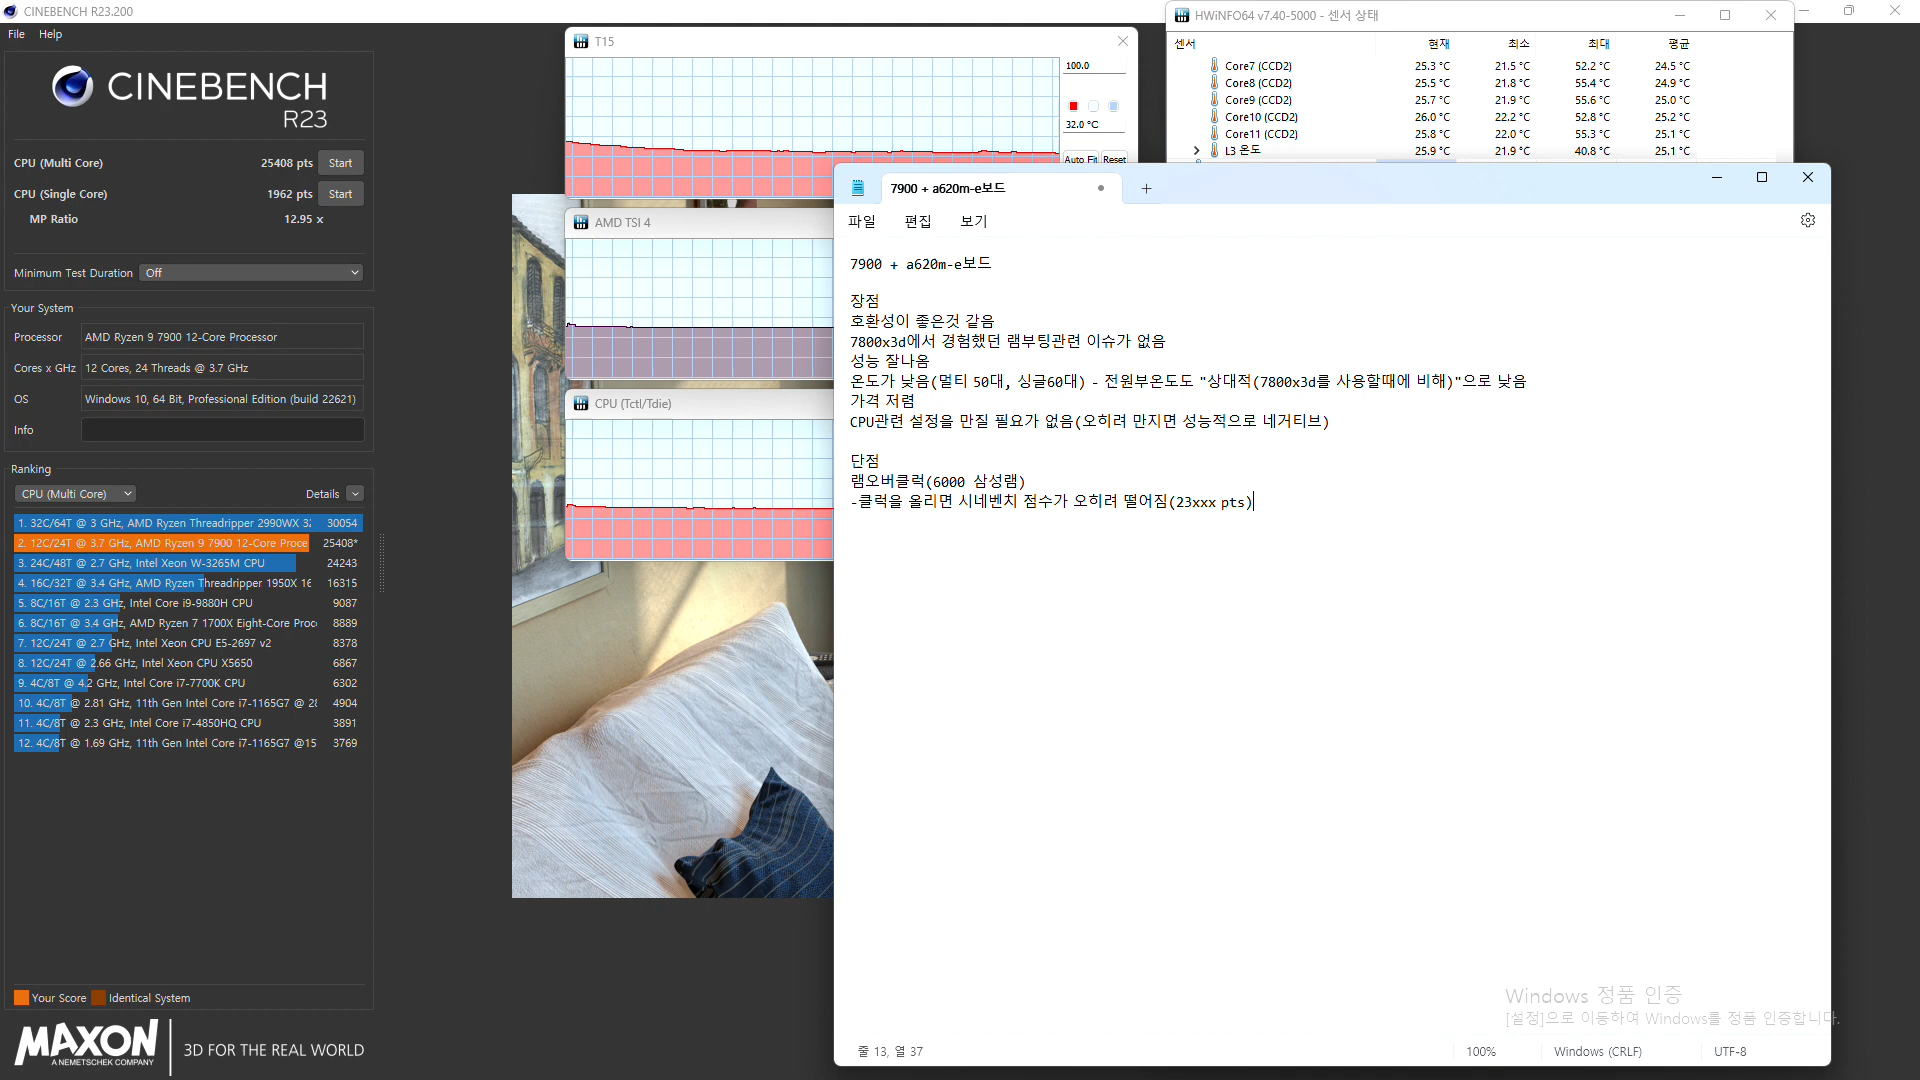 CINEBENCH R23.200
File Help
CINEBENCH
R23
CPU (Multi Core) 25408 pts Start
CPU (Single Core) 1962 pts Start
MP Ratio 12.95 x
Minimum Test Duration Off
Your System
Processor AMD Ryzen 9 7900 12-Core Processor
Cores x GHz 12 Cores, 24 Threads @ 3.7 GHz
OS Windows 10, 64 Bit, Professional Edition (build 22621)
Info
Ranking
CPU (Multi Core) Details
1. 32C/64T @ 3 GHz, AMD Ryzen Threadripper 2990WX 32 30054
2. 12C/24T @ 3.7 GHz, AMD Ryzen 9 7900 12-Core Proce 25408*
3. 24C/48T @ 2.7 GHz, Intel Xeon W-3265M CPU 24243
4. 16C/32T @ 3.4 GHz, AMD Ryzen Threadripper 1950X 16 16315
5. 8C/16T @ 2.3 GHz, Intel Core i9-9880H CPU 9087
6. 8C/16T @ 3.4 GHz, AMD Ryzen 7 1700X Eight-Core Proc 8889
7. 12C/24T @ 2.7 GHz, Intel Xeon CPU E5-2697 v2 8378
8. 12C/24T @ 2.66 GHz, Intel Xeon CPU X5650 6867
9. 4C/8T @ 4.2 GHz, Intel Core i7-7700K CPU 6302
10. 4C/8T @ 2.81 GHz, 11th Gen Intel Core i7-1165G7 @ 28 4904
11. 4C/8T @ 2.3 GHz, Intel Core i7-4850HQ CPU 3891
12. 4C/8T @ 1.69 GHz, 11th Gen Intel Core i7-1165G7 @15 3769
Your Score Identical System
MAXON
A NEMETSCHEK COMPANY
3D FOR THE REAL WORLD
T15
100.0
32.0 °C
Auto Fit Reset
AMD TSI 4
CPU (Tctl/Tdie)
HWiNFO64 v7.40-5000 - 센서 상태
센서 현재 최소 최대 평균
Core7 (CCD2) 25.3 °C 21.5 °C 52.2 °C 24.5 °C
Core8 (CCD2) 25.5 °C 21.8 °C 55.4 °C 24.9 °C
Core9 (CCD2) 25.7 °C 21.9 °C 55.6 °C 25.0 °C
Core10 (CCD2) 26.0 °C 22.2 °C 52.8 °C 25.2 °C
Core11 (CCD2) 25.8 °C 22.0 °C 55.3 °C 25.1 °C
L3 온도 25.9 °C 21.9 °C 40.8 °C 25.1 °C
7900 + a620m-e보드
파일 편집 보기
7900 + a620m-e보드
장점
호환성이 좋은것 같음
7800x3d에서 경험했던 램부팅관련 이슈가 없음
성능 잘나옴
온도가 낮음(멀티 50대, 싱글60대) - 전원부온도도 "상대적(7800x3d를 사용할때에 비해)"으로 낮음
가격 저렴
CPU관련 설정을 만질 필요가 없음(오히려 만지면 성능적으로 네거티브)
단점
램오버클럭(6000 삼성램)
-클럭을 올리면 시네벤치 점수가 오히려 떨어짐(23xxx pts)
Windows 정품 인증
[설정]으로 이동하여 Windows를 정품 인증합니다.
줄 13, 열 37 100% Windows (CRLF) UTF-8